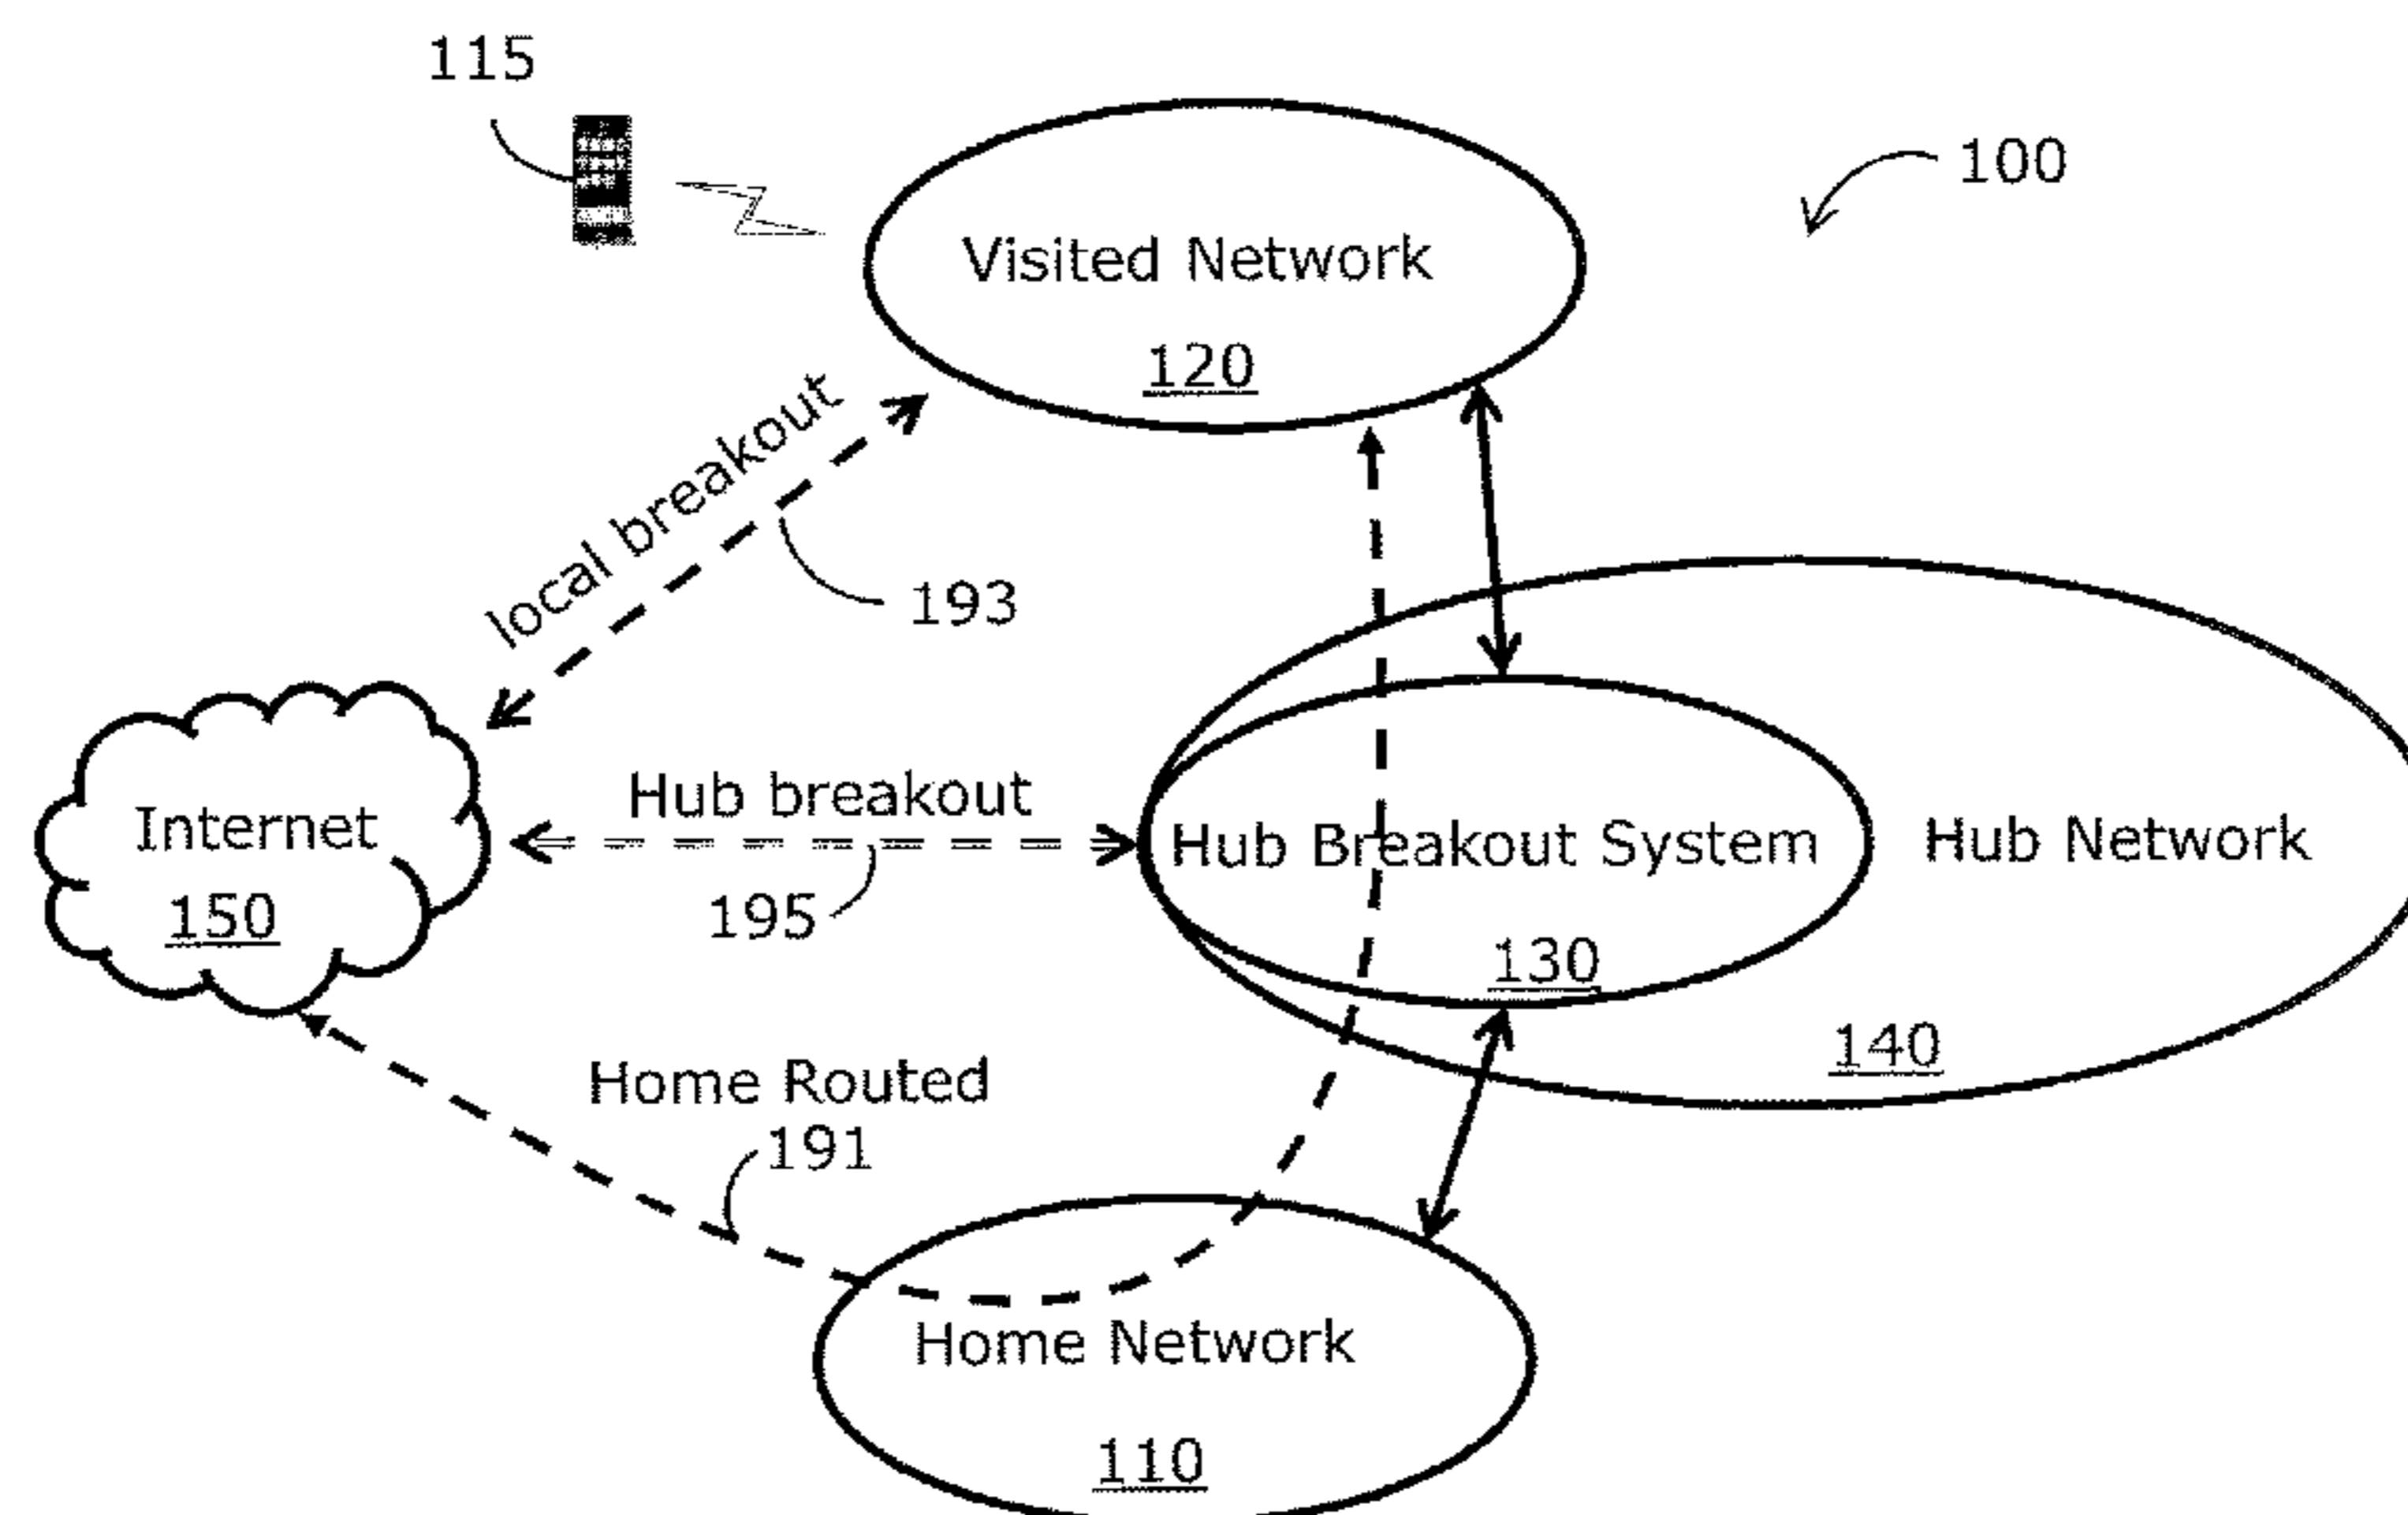 115
100
Visited Network
120
local breakout
193
Hub breakout
Internet
Hub Breakout System
Hub Network
150
195
130
140
Home Routed
191
Home Network
110